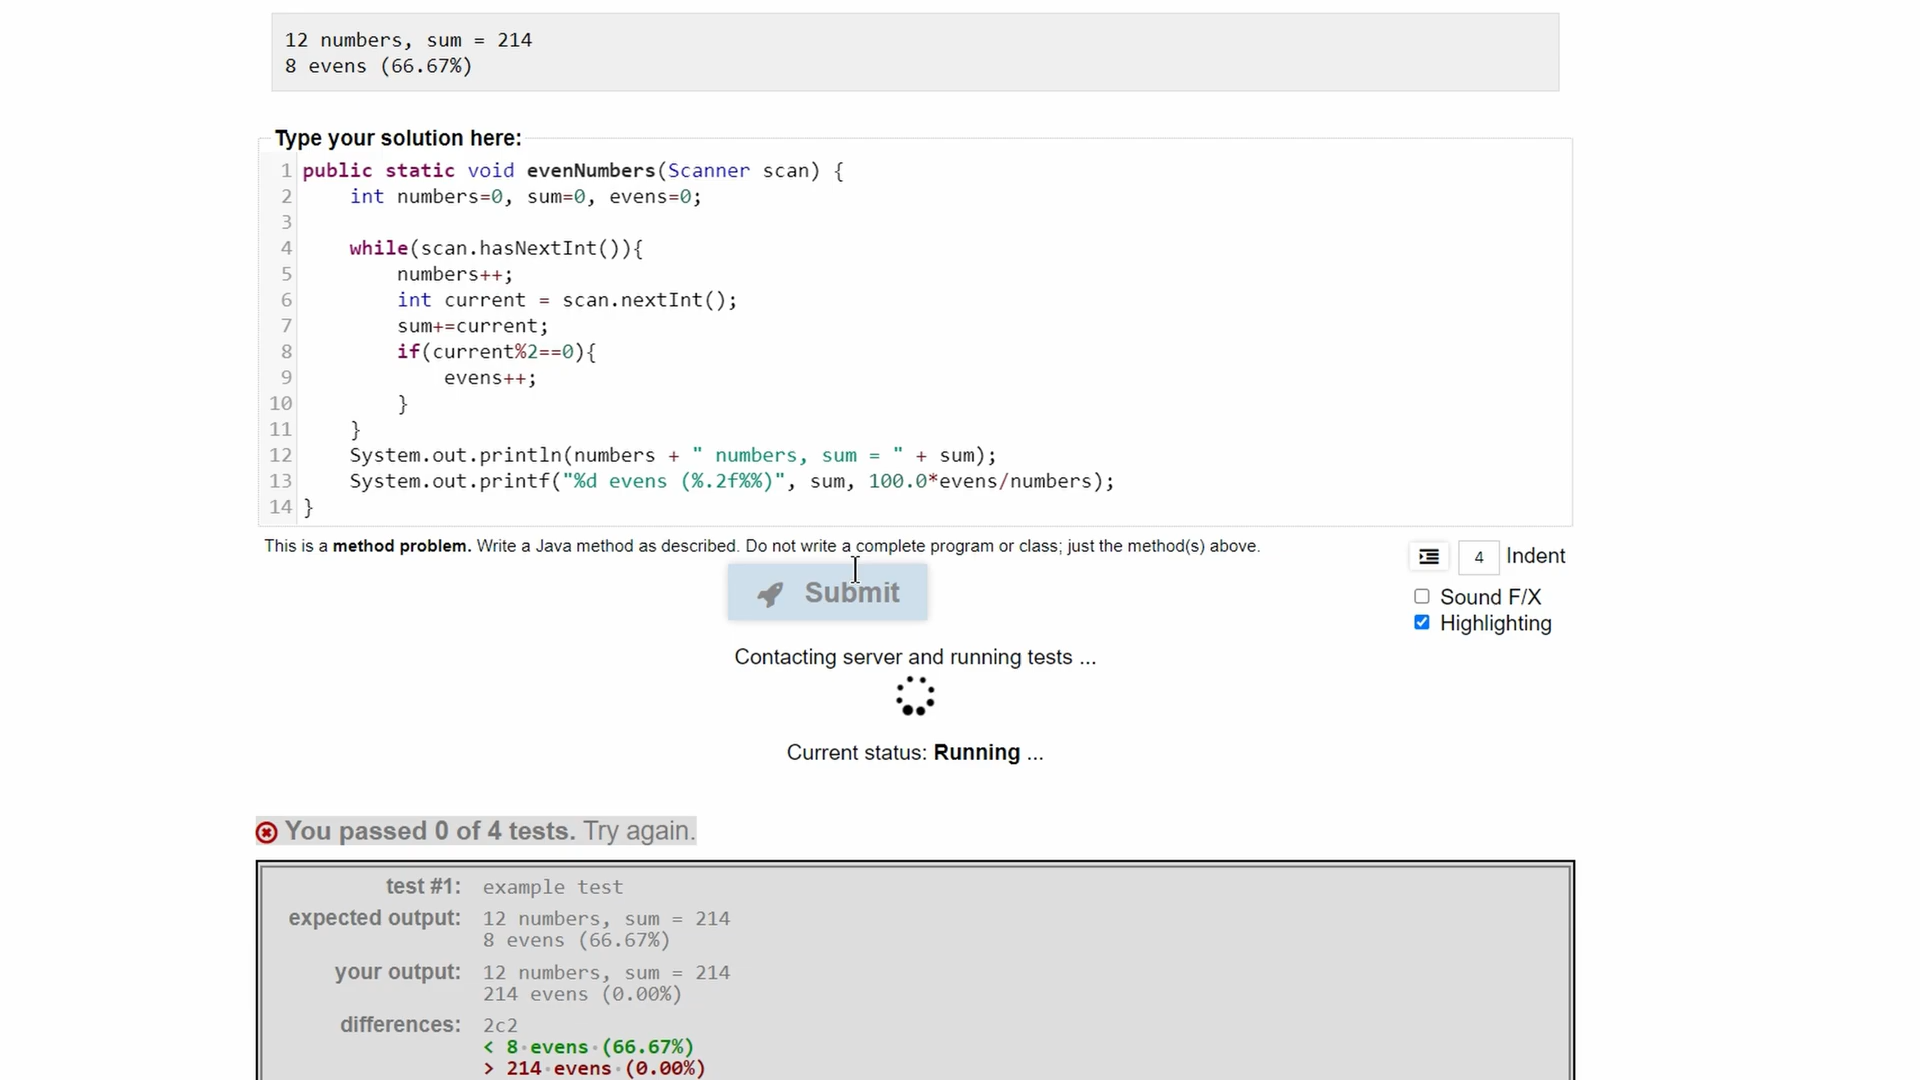 12 numbers, sum = 214
8 evens (66.67%)
Type your solution here:
1 public static void evenNumbers(Scanner scan) {
2     int numbers=0, sum=0, evens=0;
3
4     while(scan.hasNextInt()){
5         numbers++;
6         int current = scan.nextInt();
7         sum+=current;
8         if(current%2==0){
9             evens++;
10         }
11     }
12     System.out.println(numbers + " numbers, sum = " + sum);
13     System.out.printf("%d evens (%.2f%%)", sum, 100.0*evens/numbers);
14 }
This is a method problem. Write a Java method as described. Do not write a complete program or class; just the method(s) above.
4 Indent
Submit
Sound F/X
Highlighting
Contacting server and running tests ...
Current status: Running ...
You passed 0 of 4 tests. Try again.
test #1: example test
expected output: 12 numbers, sum = 214
8 evens (66.67%)
your output: 12 numbers, sum = 214
214 evens (0.00%)
differences: 2c2
< 8·evens·(66.67%)
> 214·evens·(0.00%)